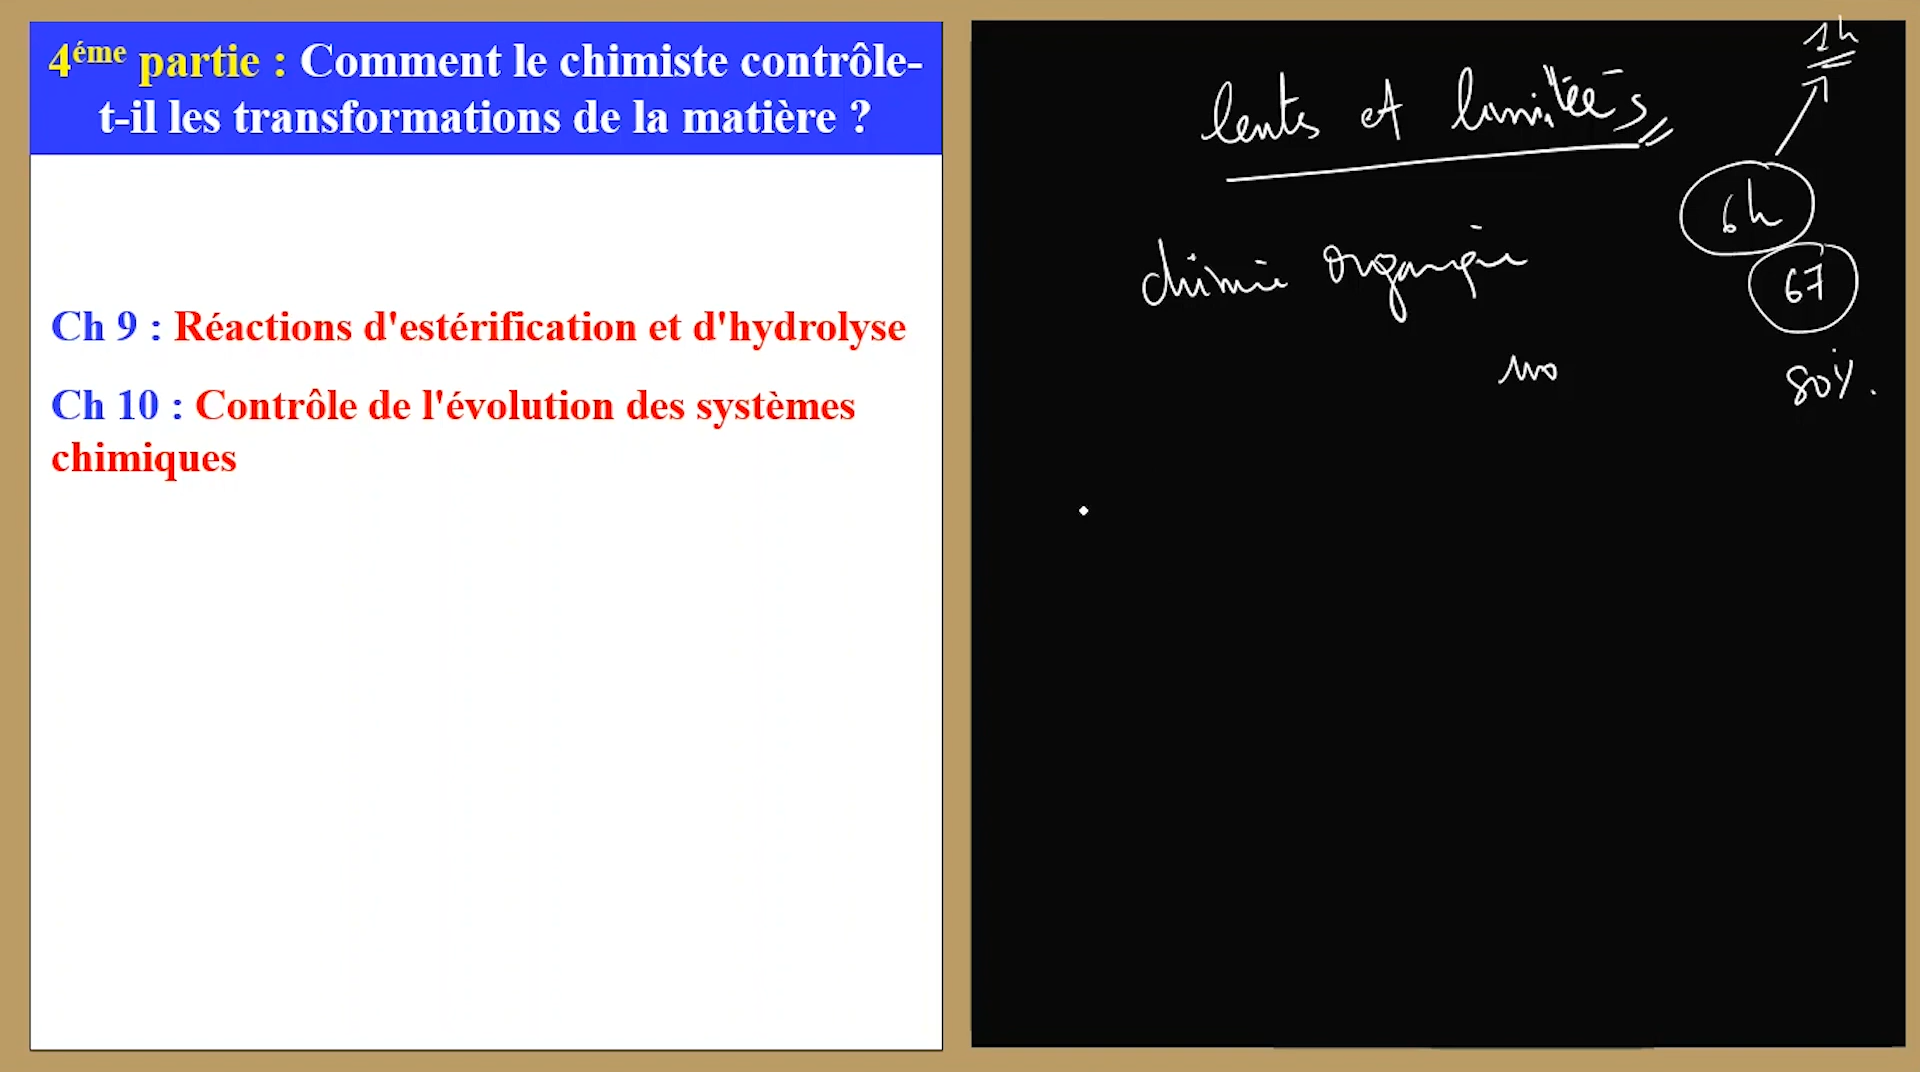 4éme partie : Comment le chimiste contrôle-
t-il les transformations de la matière ?
Ch 9 : Réactions d'estérification et d'hydrolyse
Ch 10 : Contrôle de l'évolution des systèmes
chimiques
1h
lents et limitées
6h
chimie organique
67
80%.